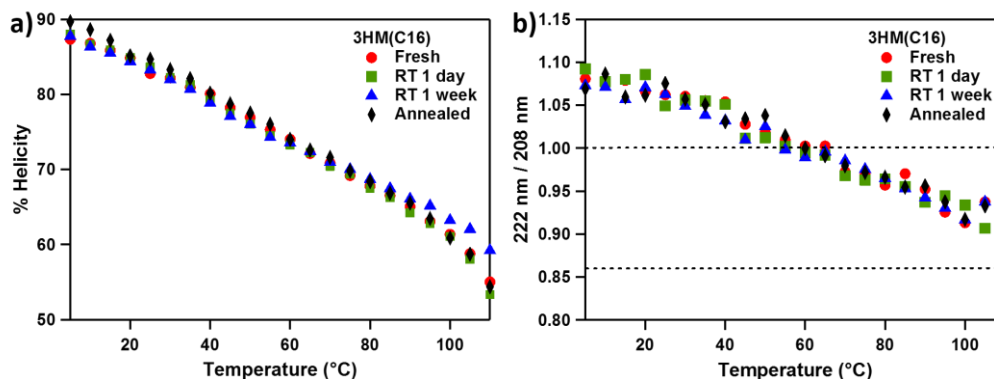 a)
3HM(C16)
Fresh
RT 1 day
RT 1 week
Annealed
% Helicity
90
80
70
60
50
20
40
60
80
100
Temperature (°C)
b)
3HM(C16)
Fresh
RT 1 day
RT 1 week
Annealed
222 nm / 208 nm
1.15
1.10
1.05
1.00
0.95
0.90
0.85
0.80
20
40
60
80
100
Temperature (°C)